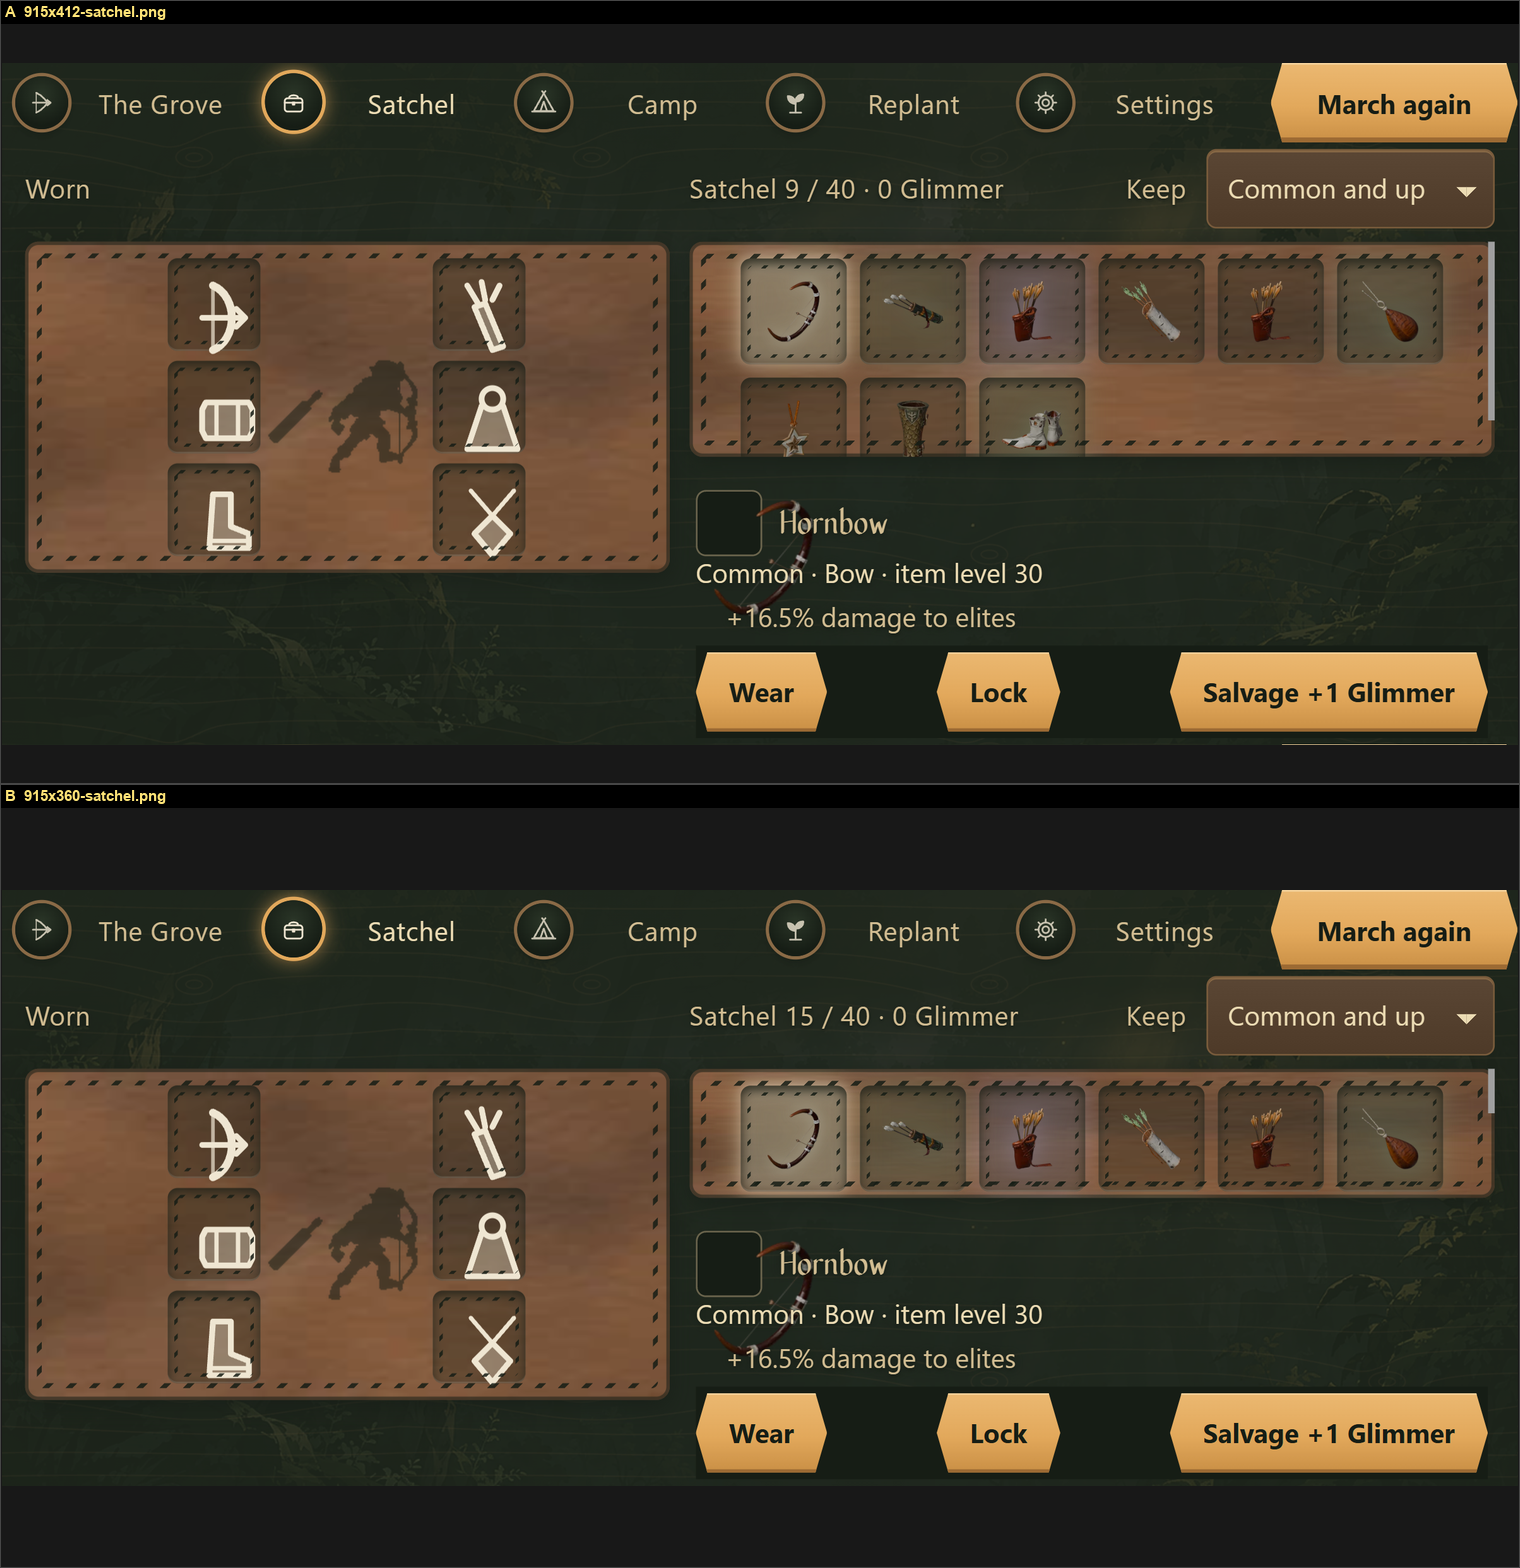 A 915x412-satchel.png
The Grove
Satchel
Camp
Replant
Settings
March again
Worn
Satchel 9 / 40 · 0 Glimmer
Keep
Common and up
Hornbow
Common · Bow · item level 30
+16.5% damage to elites
Wear
Lock
Salvage +1 Glimmer
B 915x360-satchel.png
The Grove
Satchel
Camp
Replant
Settings
March again
Worn
Satchel 15 / 40 · 0 Glimmer
Keep
Common and up
Hornbow
Common · Bow · item level 30
+16.5% damage to elites
Wear
Lock
Salvage +1 Glimmer